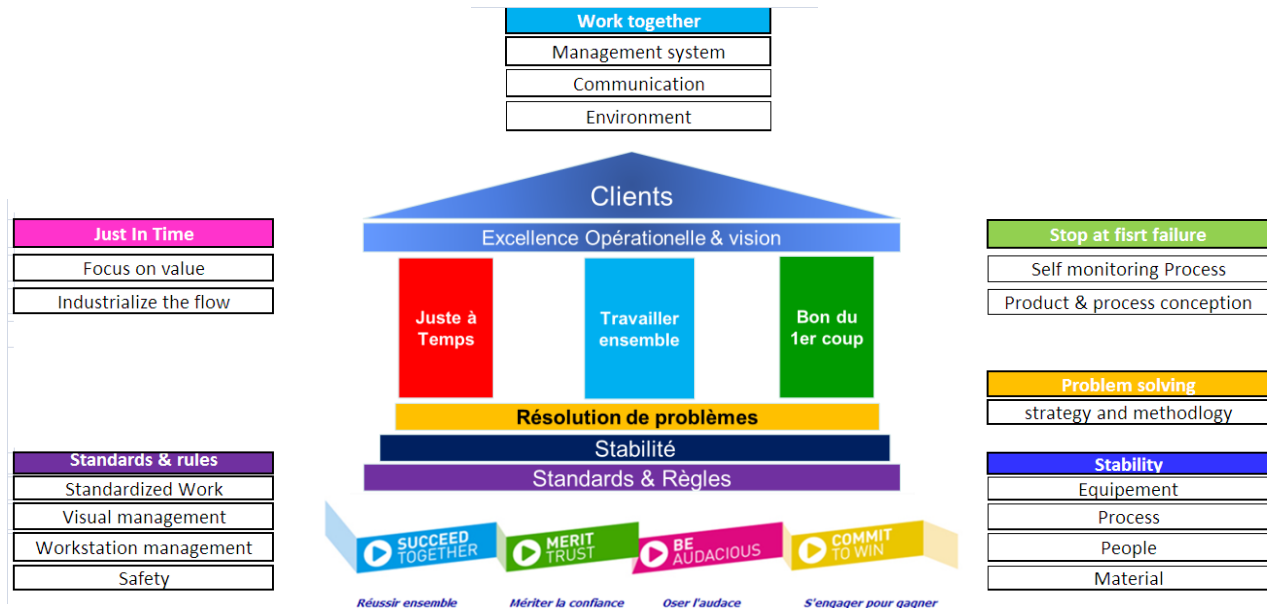 Work together
Management system
Communication
Environment
Clients
Excellence Opérationelle & vision
Just In Time
Focus on value
Industrialize the flow
Juste à
Temps
Travailler
ensemble
Bon du
1er coup
Stop at fisrt failure
Self monitoring Process
Product & process conception
Problem solving
strategy and methodlogy
Résolution de problèmes
Stabilité
Standards & Règles
Standards & rules
Standardized Work
Visual management
Workstation management
Safety
Stability
Equipement
Process
People
Material
SUCCEED
TOGETHER
MERIT
TRUST
BE
AUDACIOUS
COMMIT
TO WIN
Réussir ensemble
Mériter la confiance
Oser l'audace
S'engager pour gagner